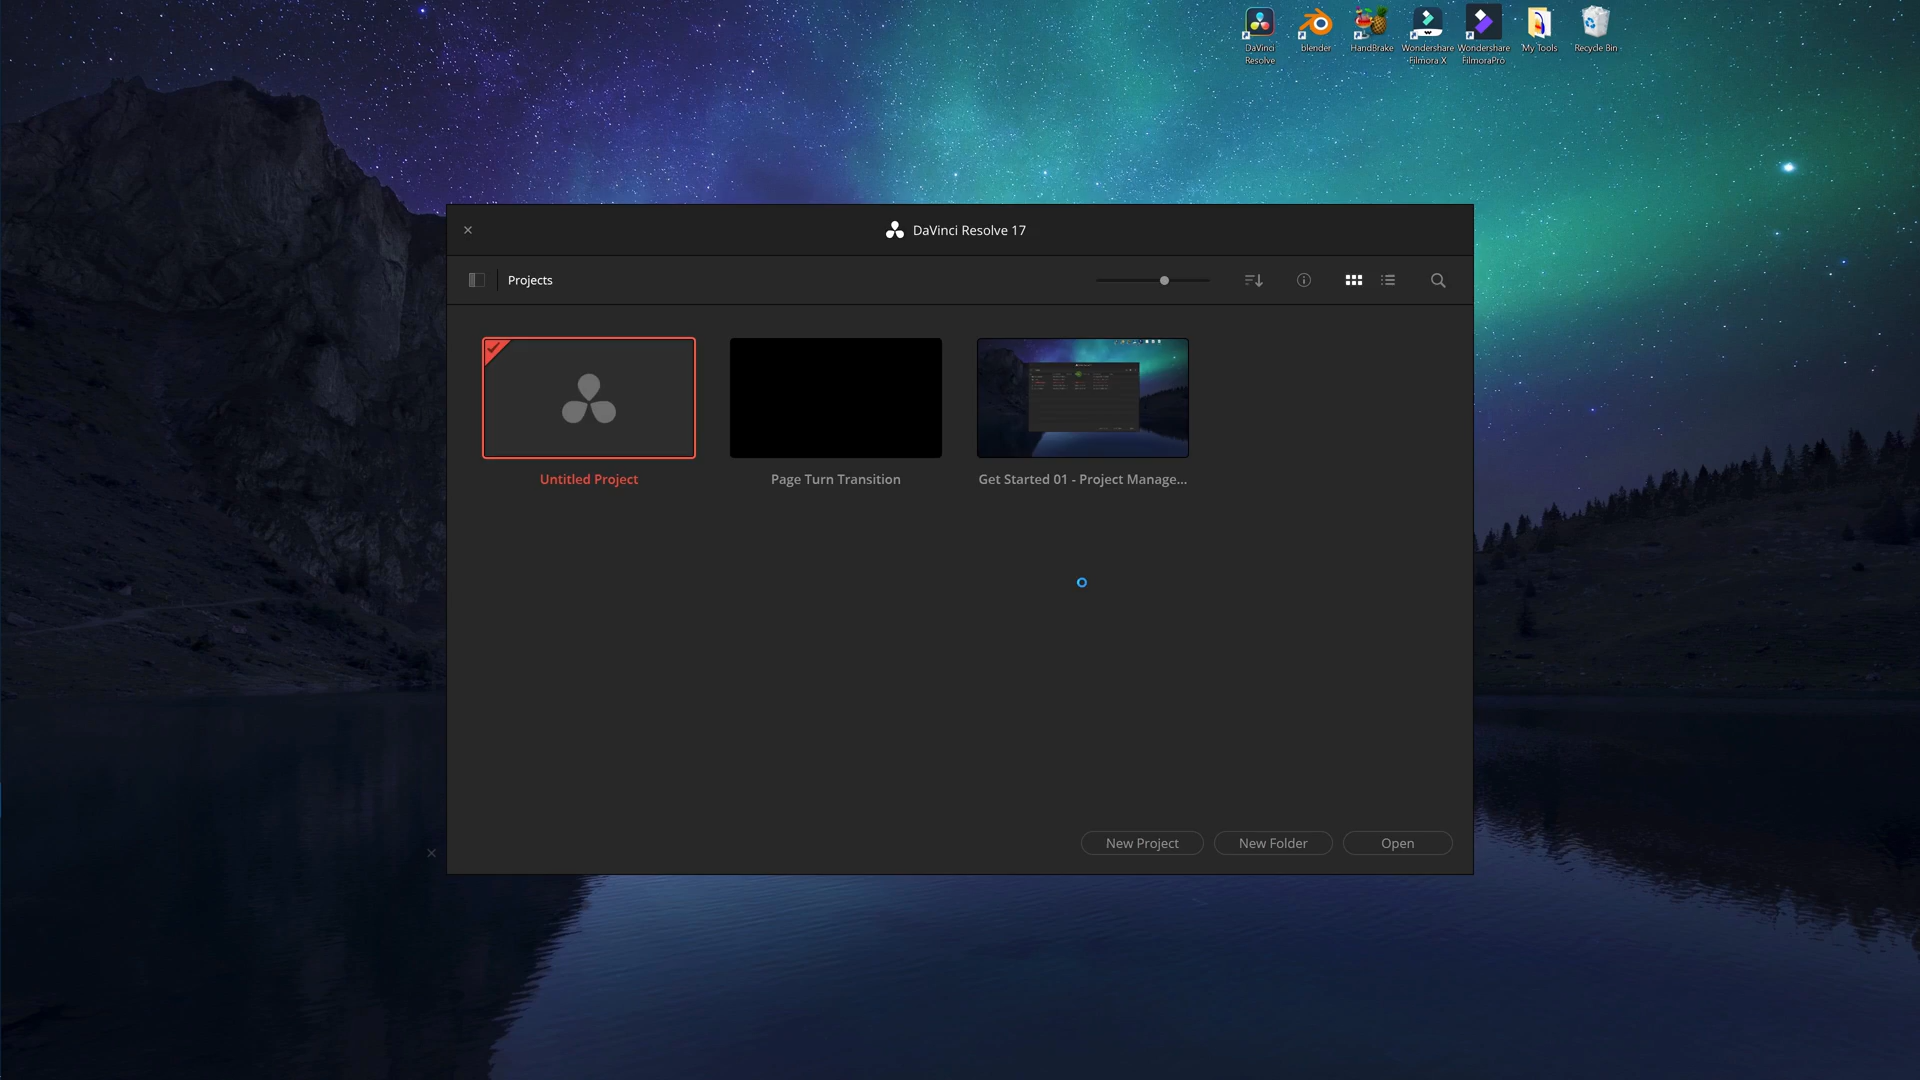 DaVinci
Resolve
blender
HandBrake
Wondershare
Filmora X
Wondershare
FilmoraPro
My Tools
Recycle Bin
DaVinci Resolve 17
Projects
Untitled Project
Page Turn Transition
Get Started 01 - Project Manage...
New Project
New Folder
Open